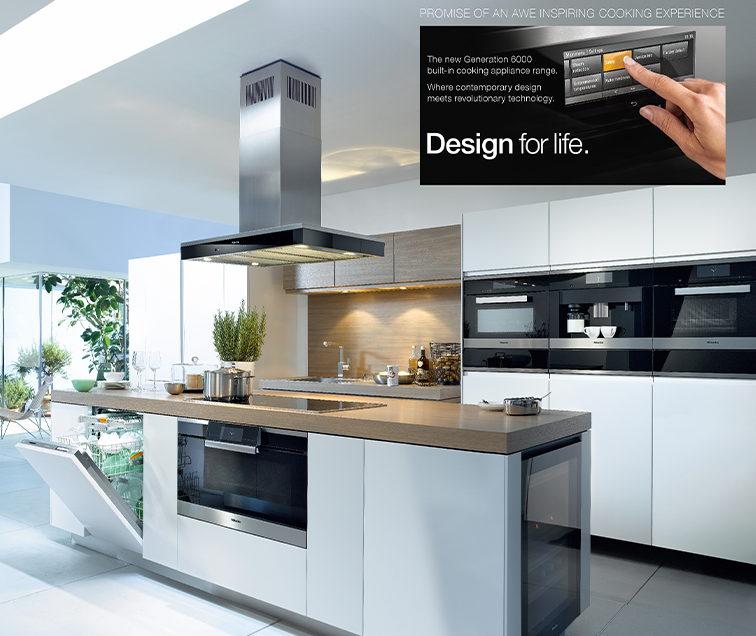 PROMISE OF AN AWE INSPIRING COOKING EXPERIENCE
The new Generation 6000
built-in cooking appliance range.
Where contemporary design
meets revolutionary technology.
Design for life.